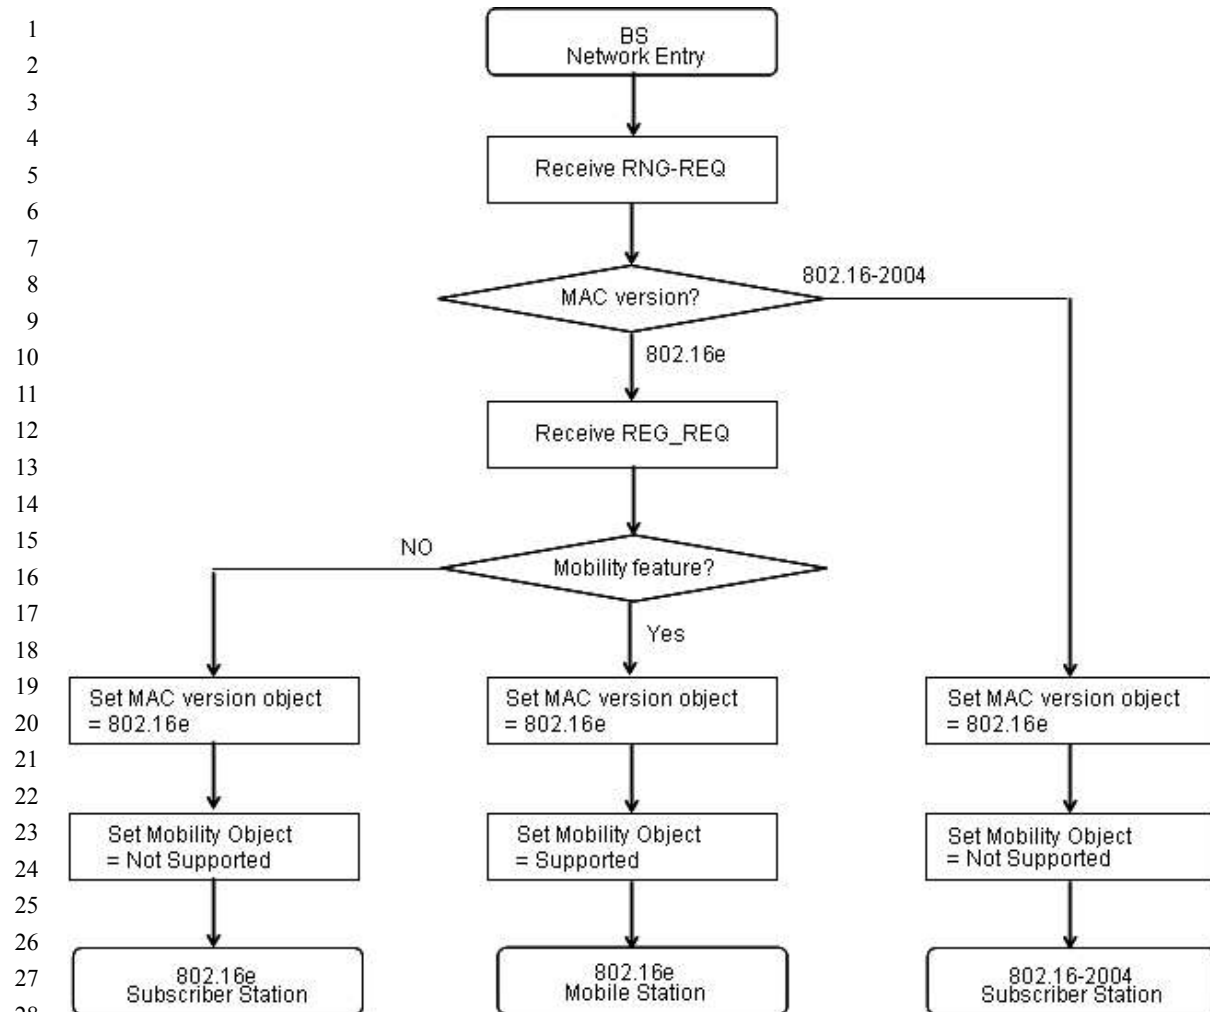 1
2
3
4
5
6
7
8
9
10
11
12
13
14
15
16
17
18
19
20
21
22
23
24
25
26
27
28
BS
Network Entry
Receive RNG-REQ
MAC version?
802.16-2004
802.16e
Receive REG_REQ
Mobility feature?
NO
Yes
Set MAC version object
= 802.16e
Set MAC version object
= 802.16e
Set MAC version object
= 802.16e
Set Mobility Object
= Not Supported
Set Mobility Object
= Supported
Set Mobility Object
= Not Supported
802.16e
Subscriber Station
802.16e
Mobile Station
802.16-2004
Subscriber Station